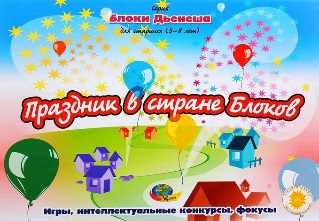 Серия
Блоки Дьенеша
для старших (5-8 лет)
Праздник в стране Блоков
Игры, интеллектуальные конкурсы, фокусы